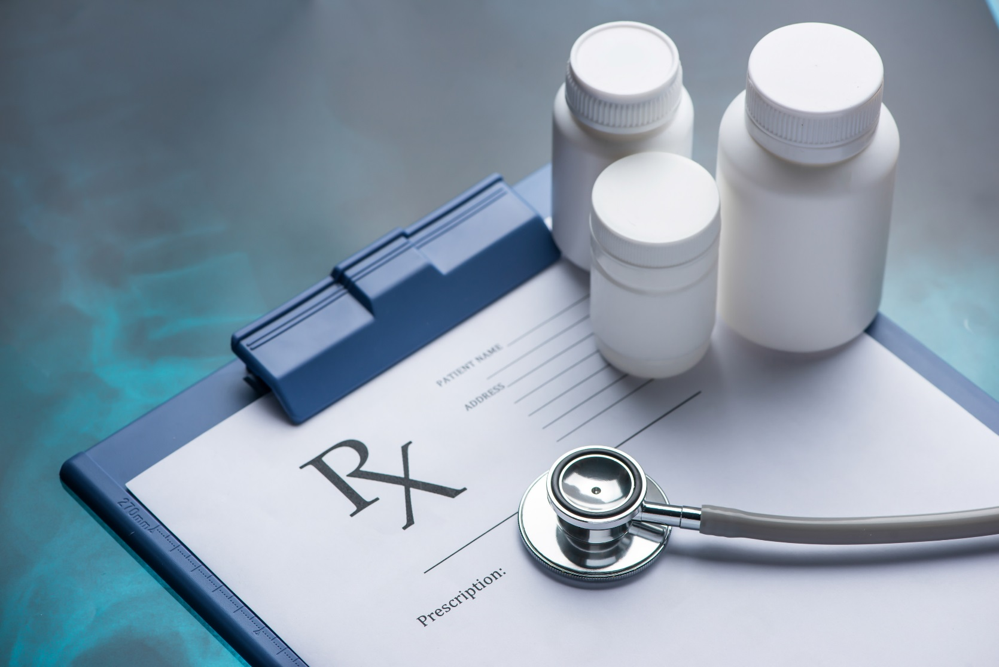 PATIENT NAME
ADDRESS
Rx
Prescription:
270mm